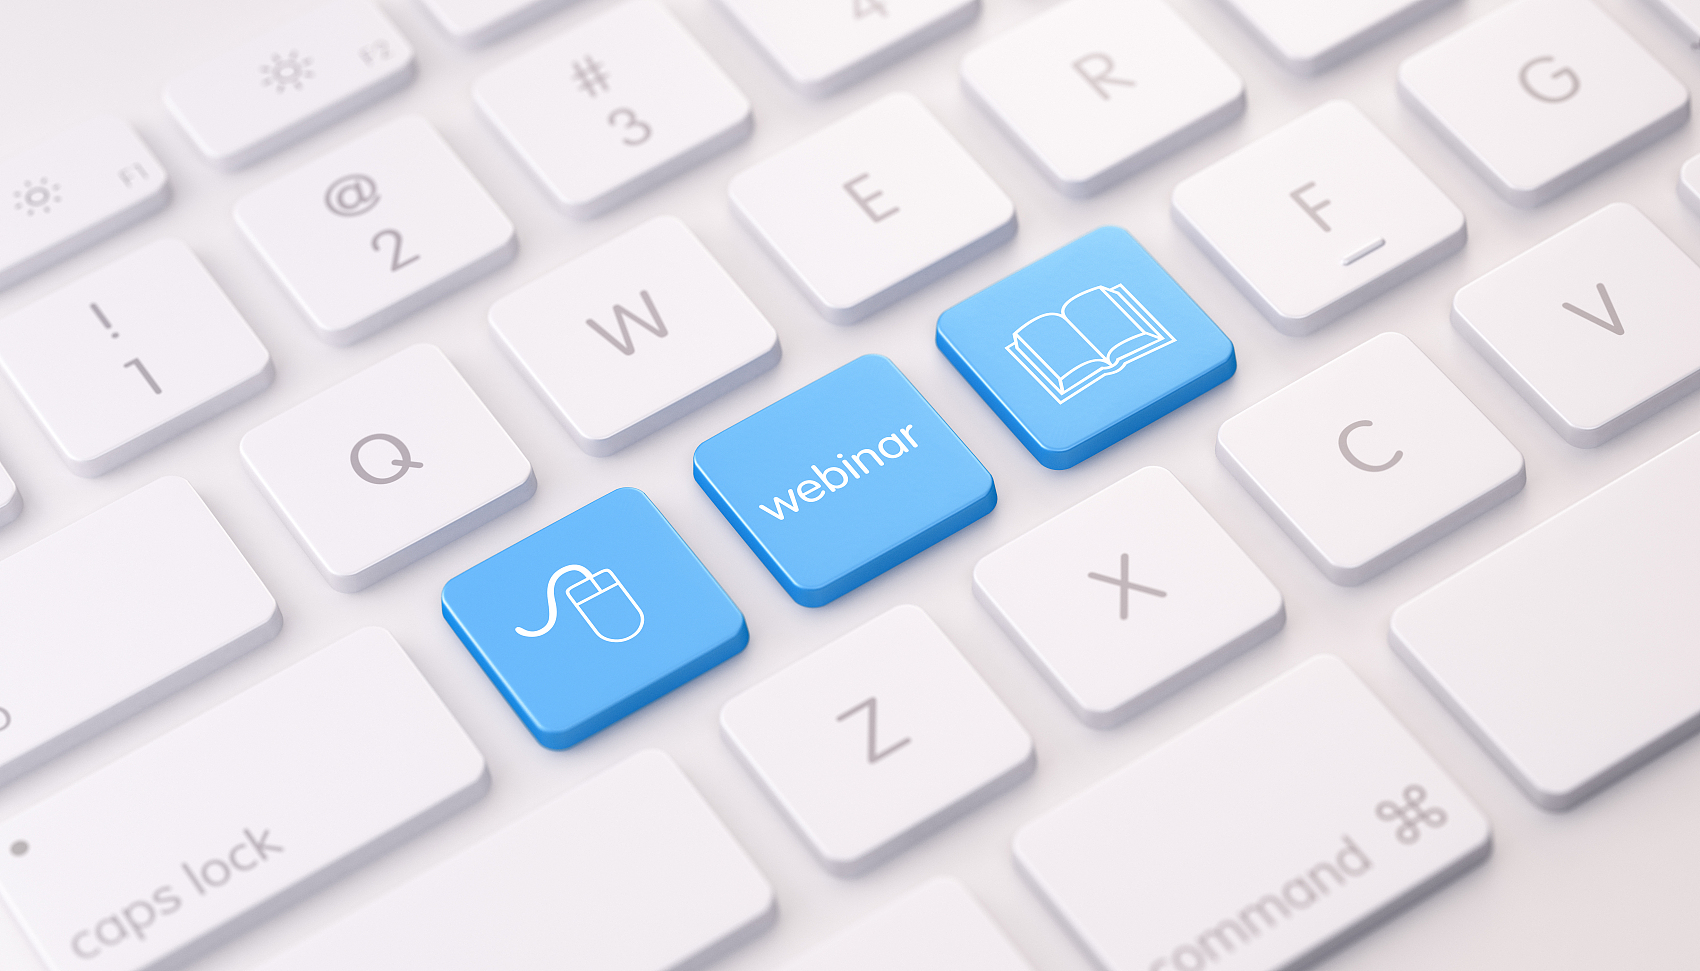 F1
F2
!
1
@
2
#
3
4
Q
W
E
R
webinar
F
G
caps lock
Z
X
C
V
command ⌘